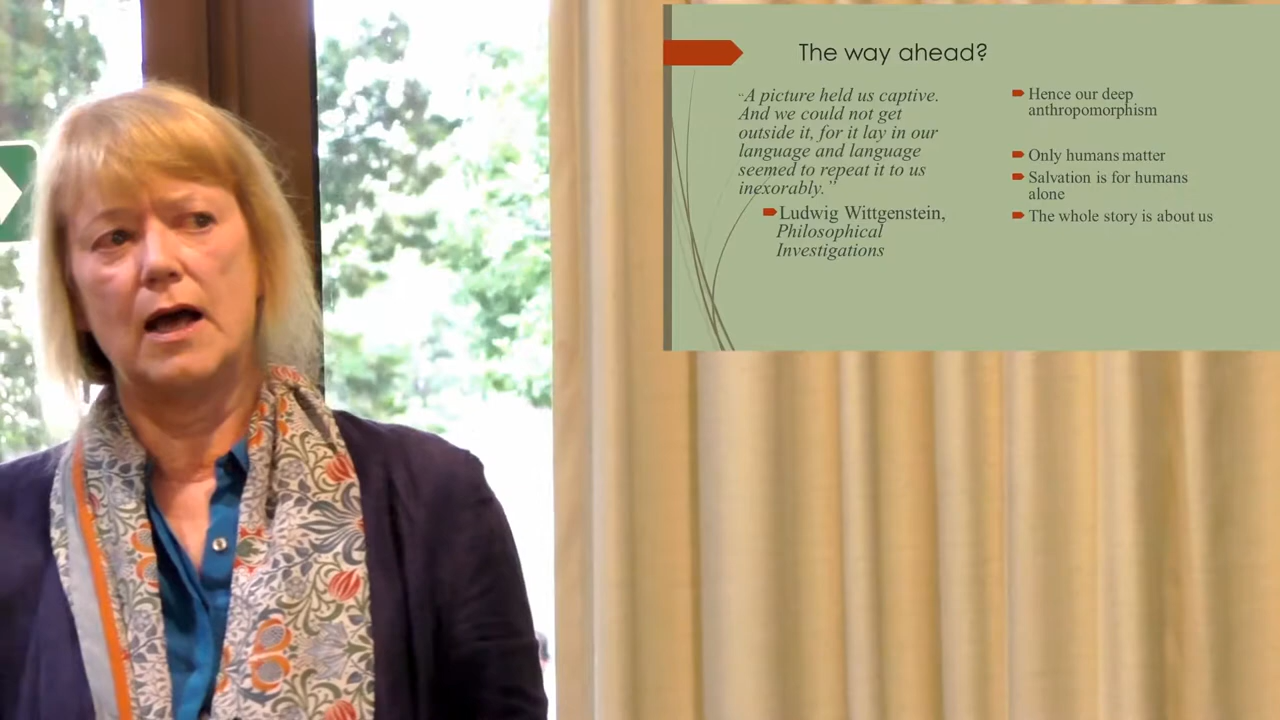 The way ahead?
“A picture held us captive.
And we could not get
outside it, for it lay in our
language and language
seemed to repeat it to us
inexorably.”
Ludwig Wittgenstein,
Philosophical
Investigations
Hence our deep
anthropomorphism
Only humans matter
Salvation is for humans
alone
The whole story is about us